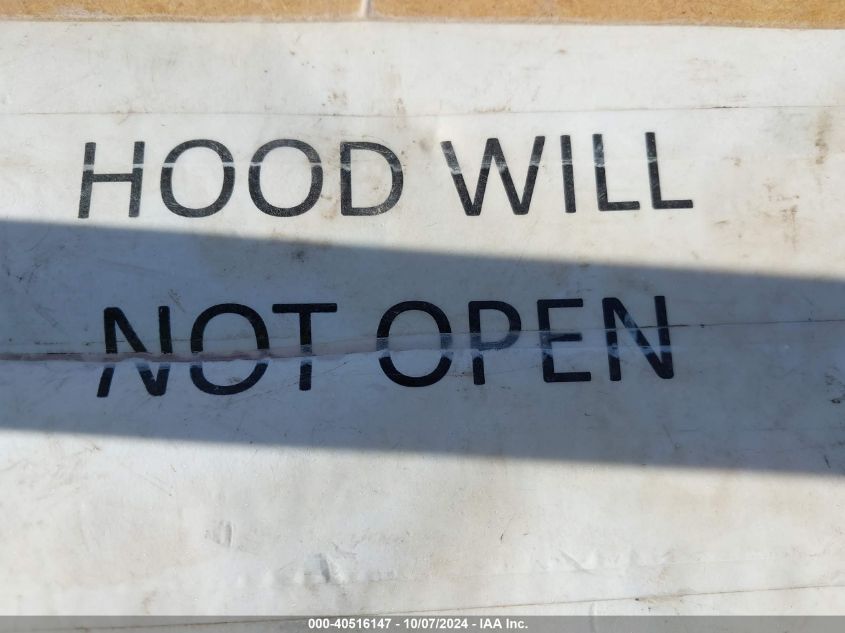 HOOD WILL
NOT OPEN
000-40516147 - 10/07/2024 - IAA Inc.